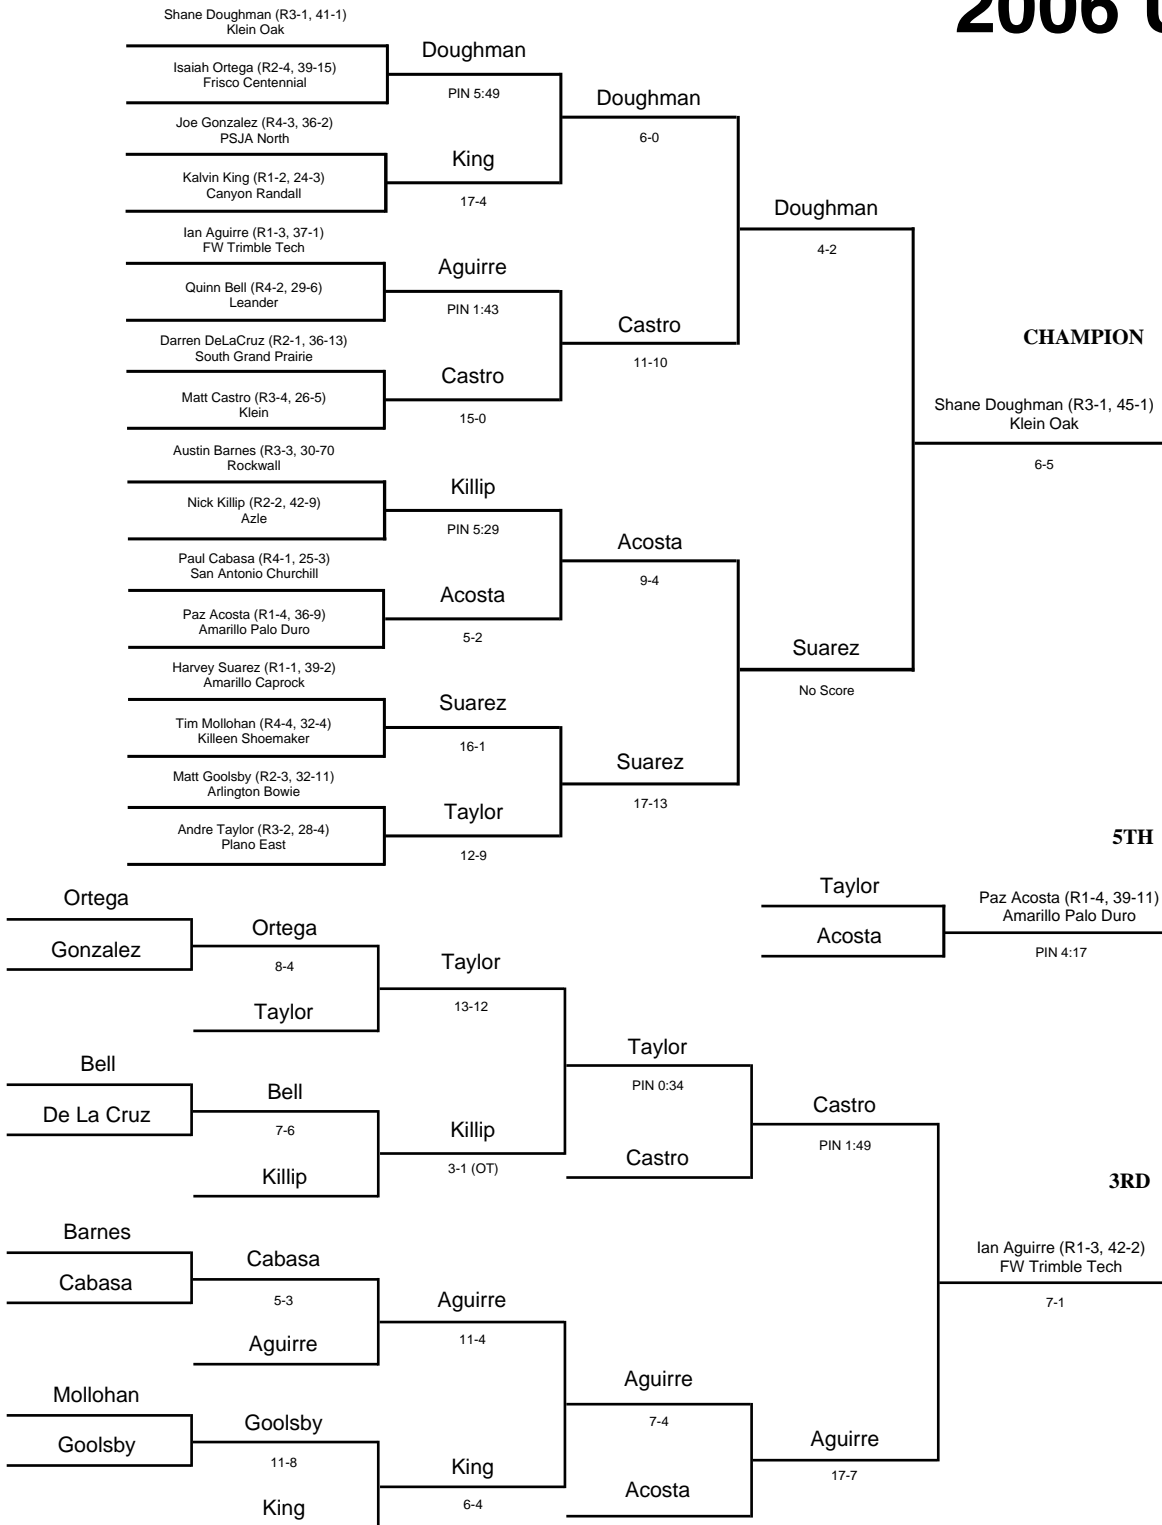 2006 U
Shane Doughman (R3-1, 41-1)
Klein Oak
Doughman
Isaiah Ortega (R2-4, 39-15)
Frisco Centennial
PIN 5:49
Doughman
6-0
Joe Gonzalez (R4-3, 36-2)
PSJA North
King
Kalvin King (R1-2, 24-3)
Canyon Randall
17-4
Doughman
4-2
Ian Aguirre (R1-3, 37-1)
FW Trimble Tech
Aguirre
Quinn Bell (R4-2, 29-6)
Leander
PIN 1:43
Castro
11-10
Darren DeLaCruz (R2-1, 36-13)
South Grand Prairie
Castro
Matt Castro (R3-4, 26-5)
Klein
15-0
CHAMPION
Shane Doughman (R3-1, 45-1)
Klein Oak
6-5
Austin Barnes (R3-3, 30-70
Rockwall
Killip
Nick Killip (R2-2, 42-9)
Azle
PIN 5:29
Acosta
9-4
Paul Cabasa (R4-1, 25-3)
San Antonio Churchill
Acosta
Paz Acosta (R1-4, 36-9)
Amarillo Palo Duro
5-2
Suarez
No Score
Harvey Suarez (R1-1, 39-2)
Amarillo Caprock
Suarez
Tim Mollohan (R4-4, 32-4)
Killeen Shoemaker
16-1
Suarez
17-13
Matt Goolsby (R2-3, 32-11)
Arlington Bowie
Taylor
Andre Taylor (R3-2, 28-4)
Plano East
12-9
5TH
Taylor
Acosta
Paz Acosta (R1-4, 39-11)
Amarillo Palo Duro
PIN 4:17
Ortega
Gonzalez
Ortega
8-4
Taylor
Taylor
13-12
Bell
De La Cruz
Bell
7-6
Killip
Killip
3-1 (OT)
Taylor
PIN 0:34
Castro
Castro
PIN 1:49
3RD
Ian Aguirre (R1-3, 42-2)
FW Trimble Tech
7-1
Barnes
Cabasa
Cabasa
5-3
Aguirre
Aguirre
11-4
Mollohan
Goolsby
Goolsby
11-8
King
King
6-4
Aguirre
7-4
Acosta
Aguirre
17-7